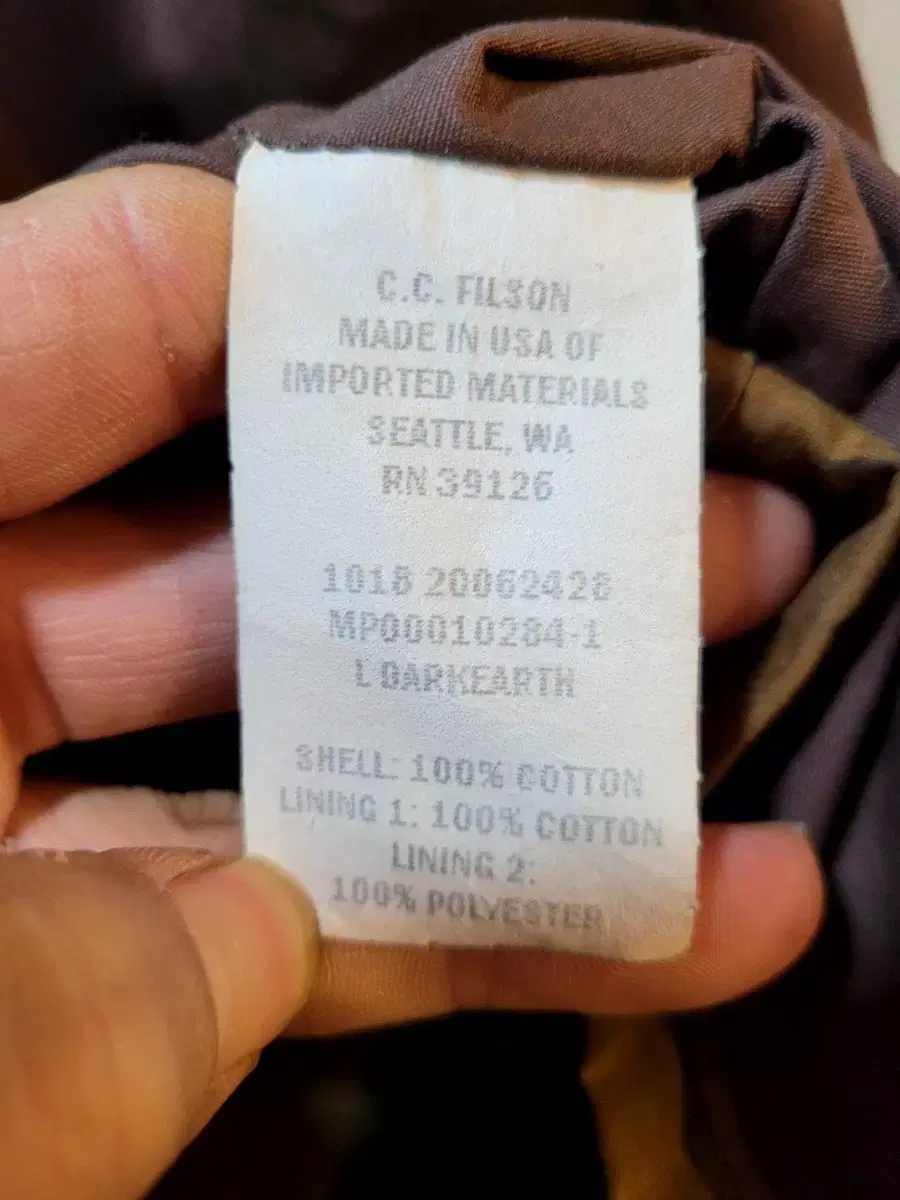 C.C. FILSON
MADE IN USA OF
IMPORTED MATERIALS
SEATTLE, WA
RN 39126
1018 20062428
MP00010284-1
L DARKEARTH
SHELL: 100% COTTON
LINING 1: 100% COTTON
LINING 2:
100% POLYESTER